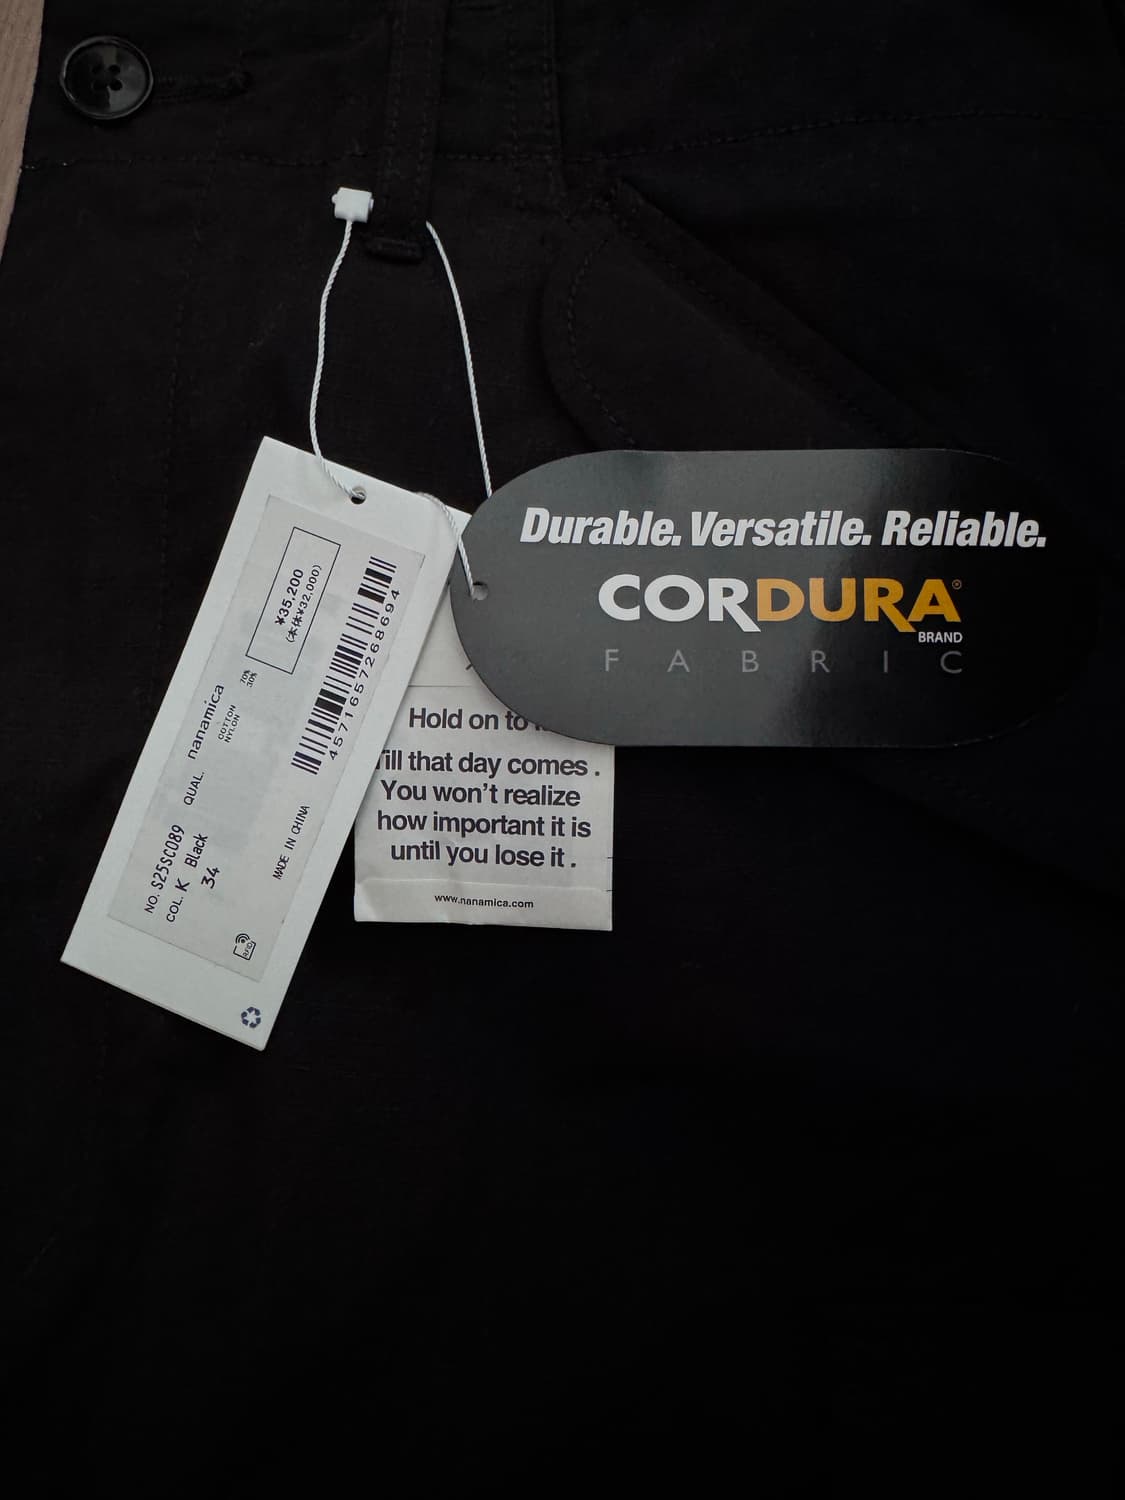 ¥35,200
(本体¥32,000)
4571657268694
nanamica
COTTON 70%
NYLON 30%
QUAL.
NO. S25SC089
COL. K Black
34
MADE IN CHINA
RFID
Durable. Versatile. Reliable.
CORDURA®
BRAND
FABRIC
Hold on to
ill that day comes .
You won't realize
how important it is
until you lose it .
www.nanamica.com